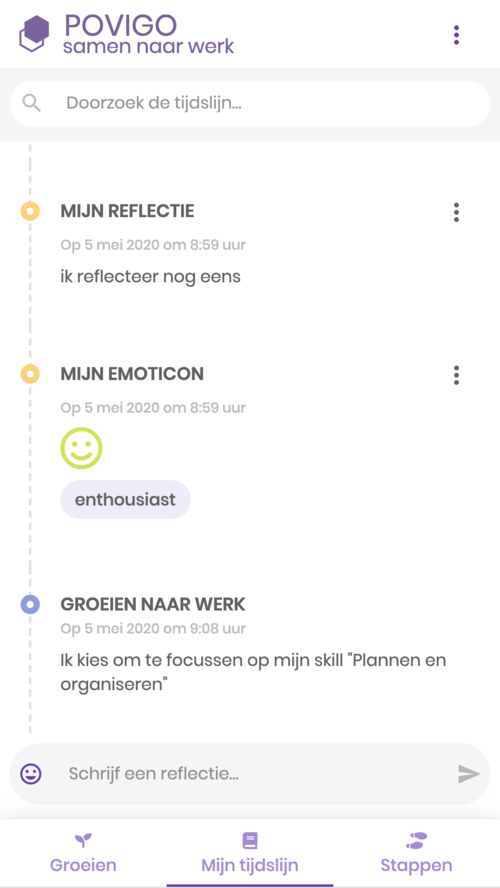 POVIGO
samen naar werk
Doorzoek de tijdslijn...
MIJN REFLECTIE
Op 5 mei 2020 om 8:59 uur
ik reflecteer nog eens
MIJN EMOTICON
Op 5 mei 2020 om 8:59 uur
enthousiast
GROEIEN NAAR WERK
Op 5 mei 2020 om 9:08 uur
Ik kies om te focussen op mijn skill "Plannen en
organiseren"
Schrijf een reflectie...
Groeien
Mijn tijdslijn
Stappen